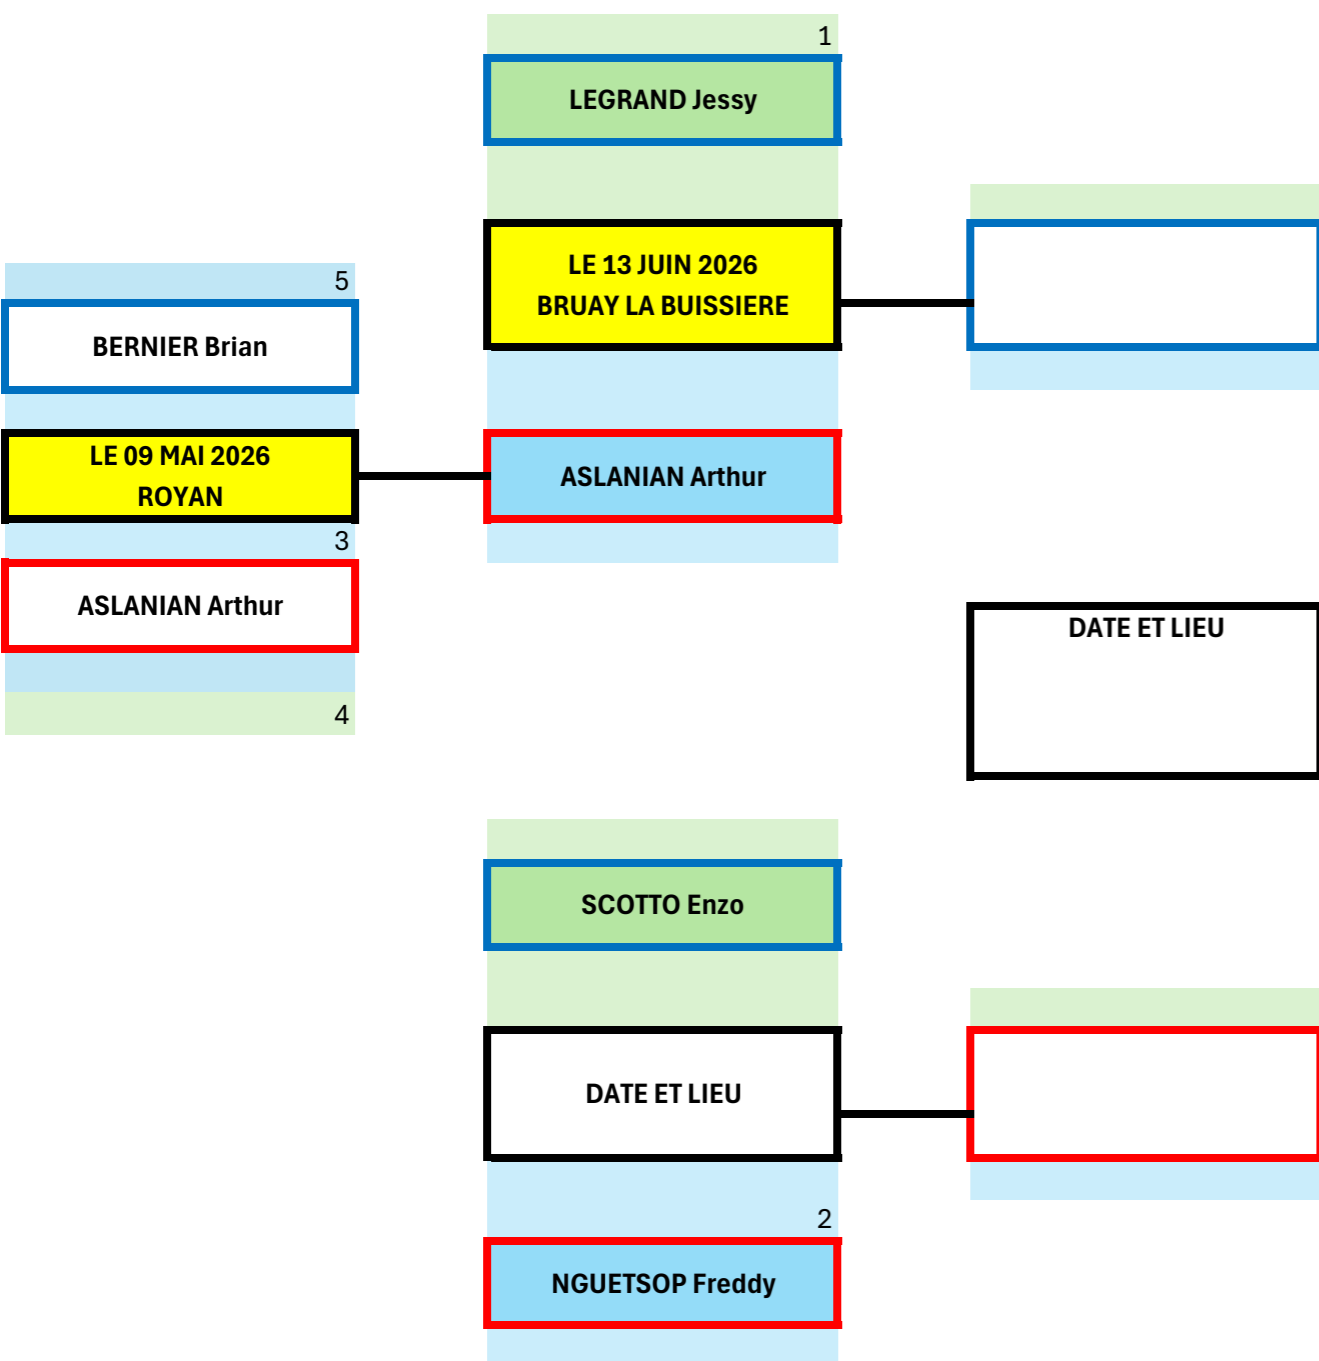 1
LEGRAND Jessy
LE 13 JUIN 2026
BRUAY LA BUISSIERE
5
BERNIER Brian
LE 09 MAI 2026
ROYAN
ASLANIAN Arthur
3
ASLANIAN Arthur
4
DATE ET LIEU
SCOTTO Enzo
DATE ET LIEU
2
NGUETSOP Freddy